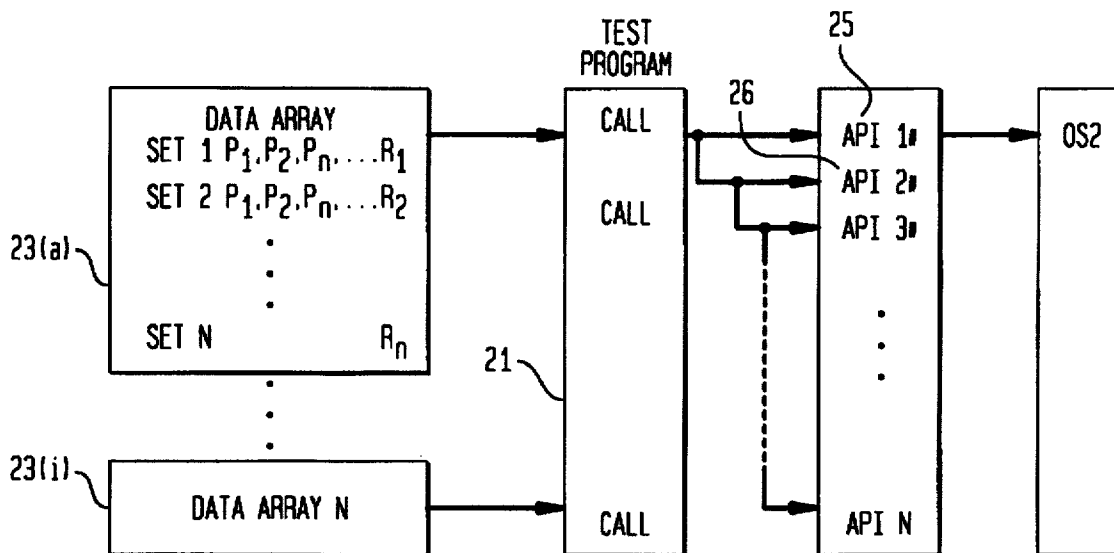 TEST
PROGRAM
25
26
DATA ARRAY
SET 1 P₁,P₂,Pₙ,...R₁
SET 2 P₁,P₂,Pₙ,...R₂
SET N Rₙ
23(a)
CALL
CALL
API 1#
API 2#
API 3#
OS2
21
23(i)
DATA ARRAY N
CALL
API N